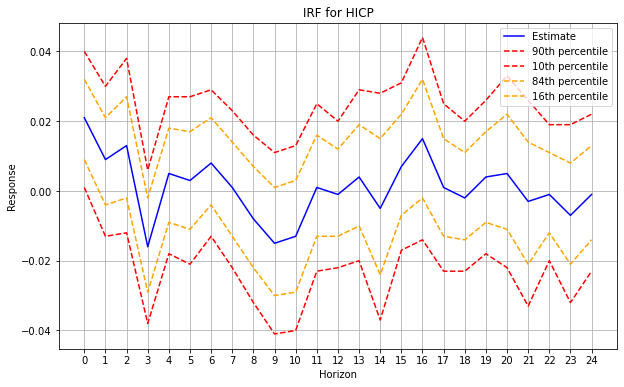 IRF for HICP
Estimate
90th percentile
10th percentile
84th percentile
16th percentile
0.04
0.02
0.00
−0.02
−0.04
Response
0 1 2 3 4 5 6 7 8 9 10 11 12 13 14 15 16 17 18 19 20 21 22 23 24
Horizon